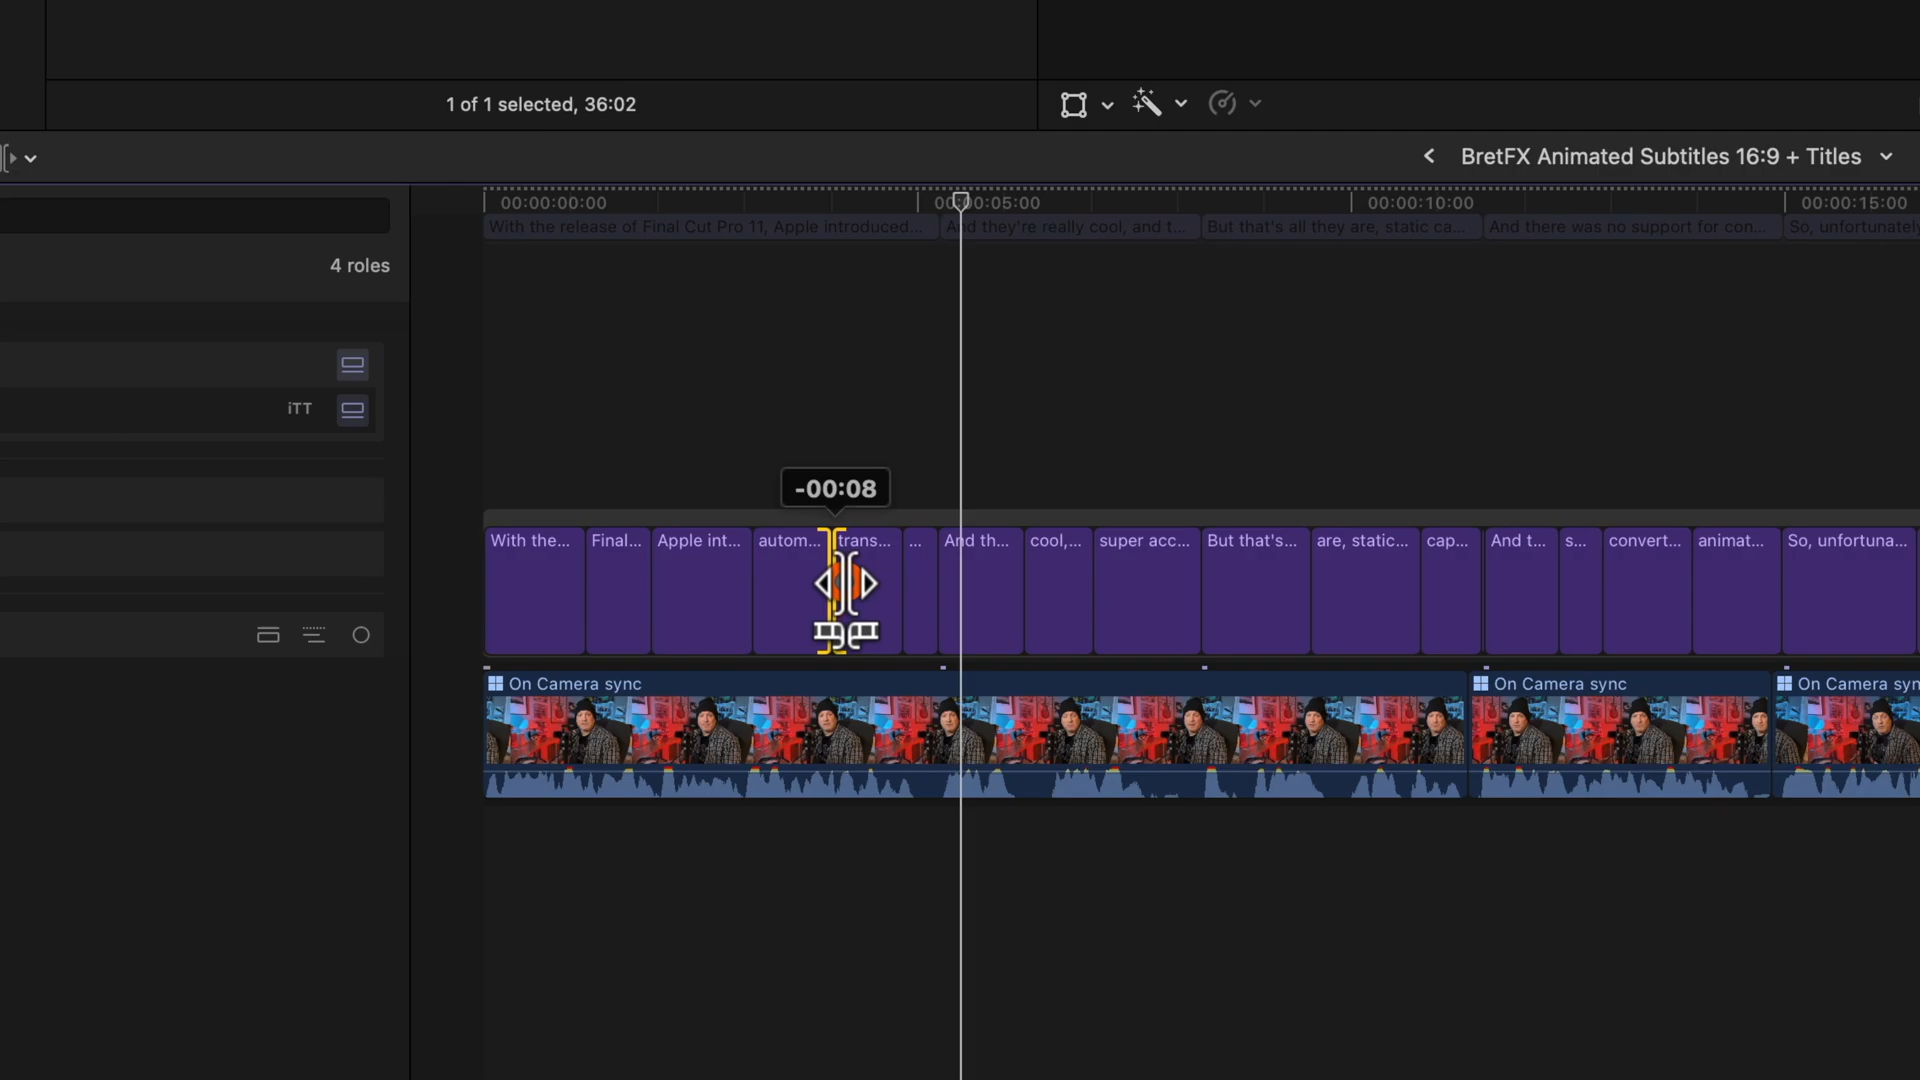 1 of 1 selected, 36:02
BretFX Animated Subtitles 16:9 + Titles
00:00:00:00
00:00:05:00
00:00:10:00
00:00:15:00
With the release of Final Cut Pro 11, Apple introduced...
And they're really cool, and t...
But that's all they are, static ca...
And there was no support for con...
So, unfortunately
4 roles
iTT
-00:08
With the...
Final...
Apple int...
autom...
trans...
...
And th...
cool,...
super acc...
But that's...
are, static...
cap...
And t...
s...
convert...
animat...
So, unfortuna...
On Camera sync
On Camera sync
On Camera syn